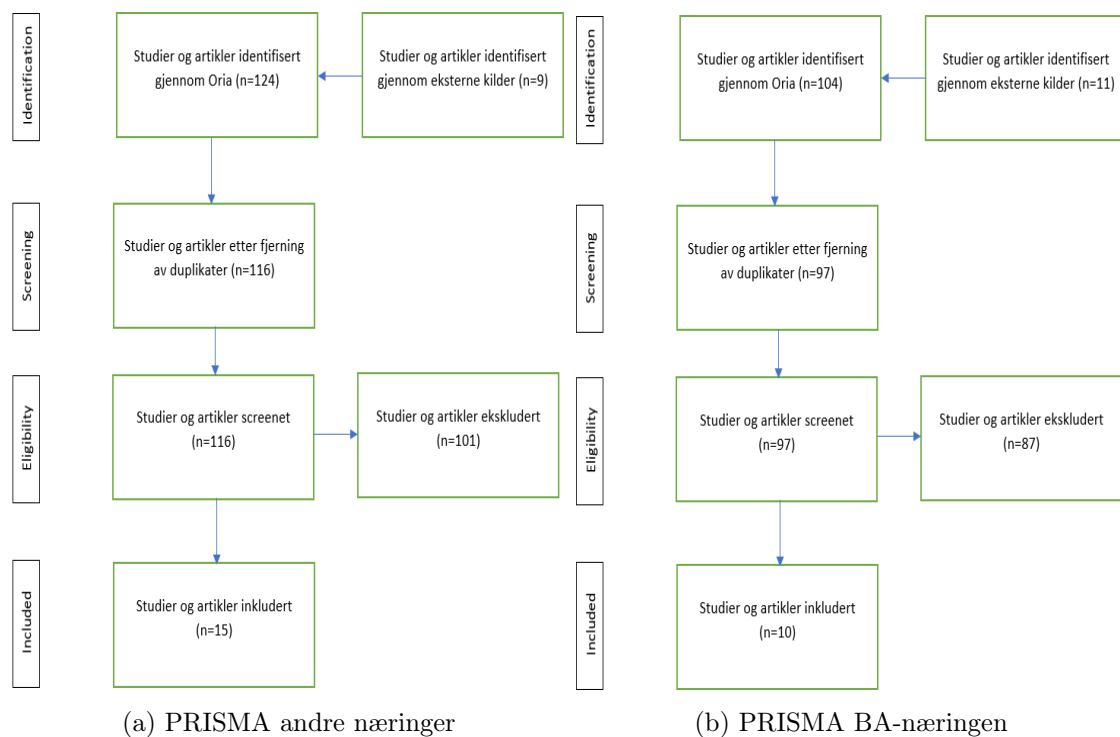 Identification
Studier og artikler identifisert
gjennom Oria (n=124)
Studier og artikler identifisert
gjennom eksterne kilder (n=9)
Screening
Studier og artikler etter fjerning
av duplikater (n=116)
Eligibility
Studier og artikler screenet
(n=116)
Studier og artikler ekskludert
(n=101)
Included
Studier og artikler inkludert
(n=15)
(a) PRISMA andre næringer
Identification
Studier og artikler identifisert
gjennom Oria (n=104)
Studier og artikler identifisert
gjennom eksterne kilder (n=11)
Screening
Studier og artikler etter fjerning
av duplikater (n=97)
Eligibility
Studier og artikler screenet
(n=97)
Studier og artikler ekskludert
(n=87)
Included
Studier og artikler inkludert
(n=10)
(b) PRISMA BA-næringen